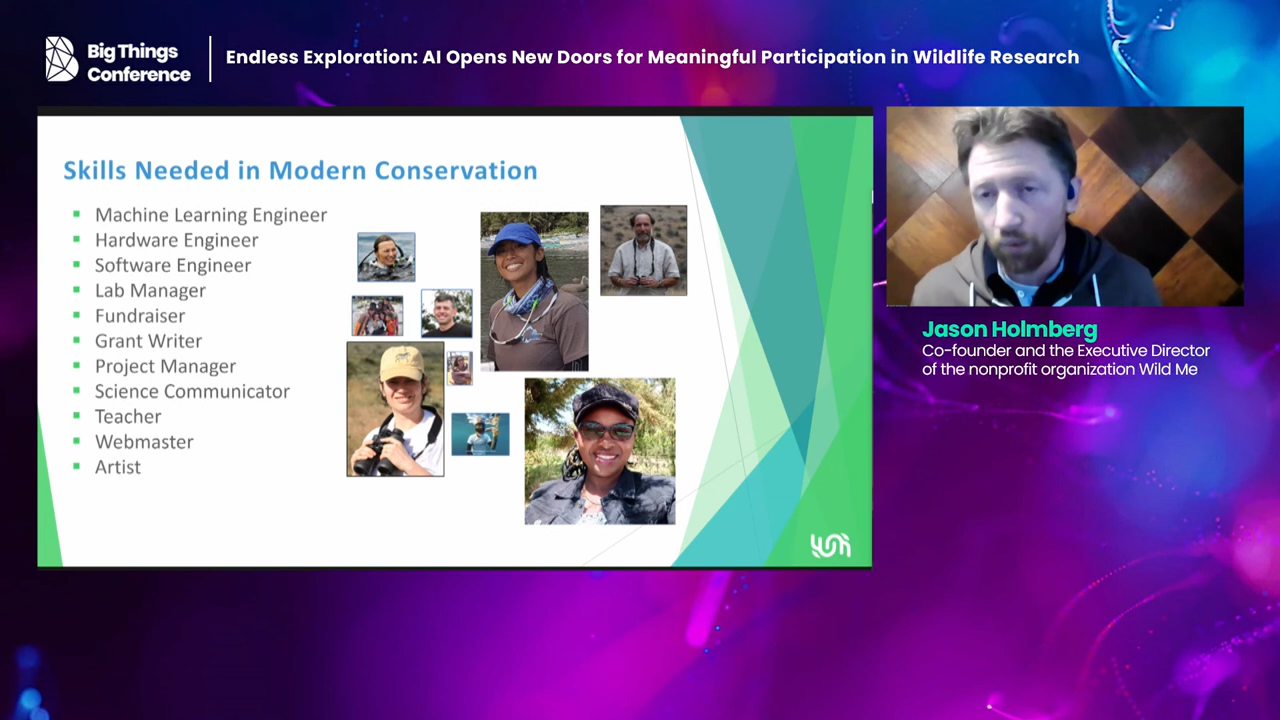 Big Things
Conference
Endless Exploration: AI Opens New Doors for Meaningful Participation in Wildlife Research
Skills Needed in Modern Conservation
Machine Learning Engineer
Hardware Engineer
Software Engineer
Lab Manager
Fundraiser
Grant Writer
Project Manager
Science Communicator
Teacher
Webmaster
Artist
Jason Holmberg
Co-founder and the Executive Director
of the nonprofit organization Wild Me